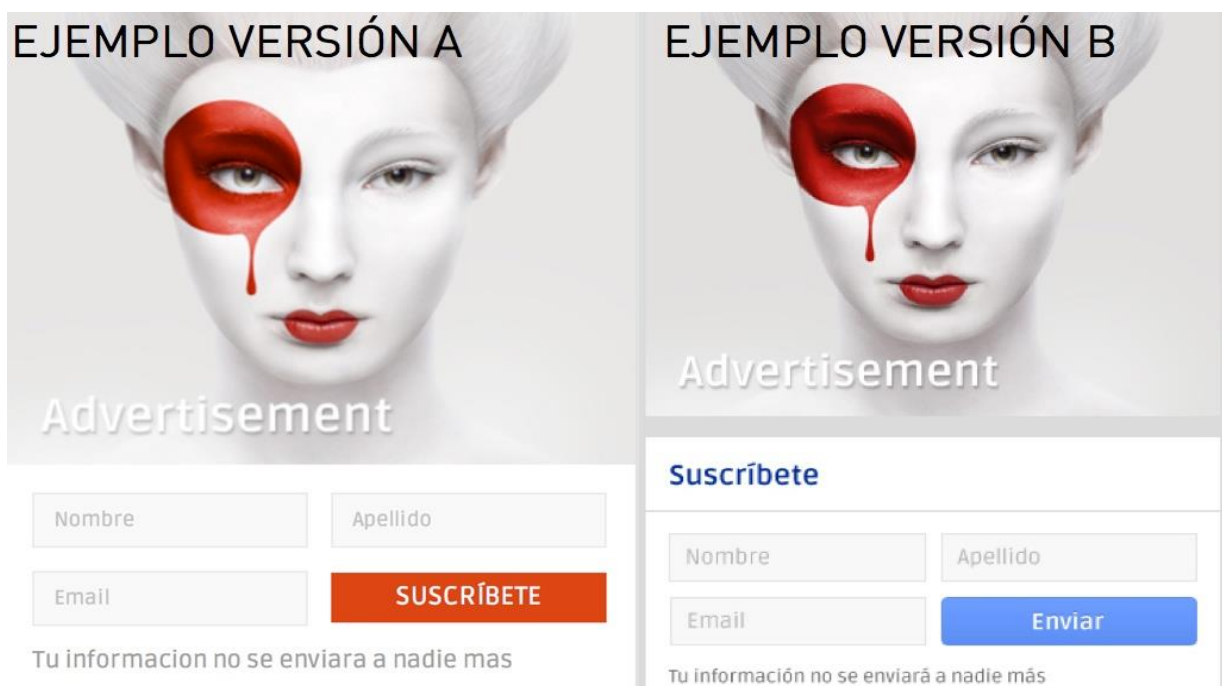 EJEMPLO VERSIÓN A
Advertisement
Nombre
Apellido
Email
SUSCRÍBETE
Tu informacion no se enviara a nadie mas
EJEMPLO VERSIÓN B
Advertisement
Suscríbete
Nombre
Apellido
Email
Enviar
Tu información no se enviará a nadie más